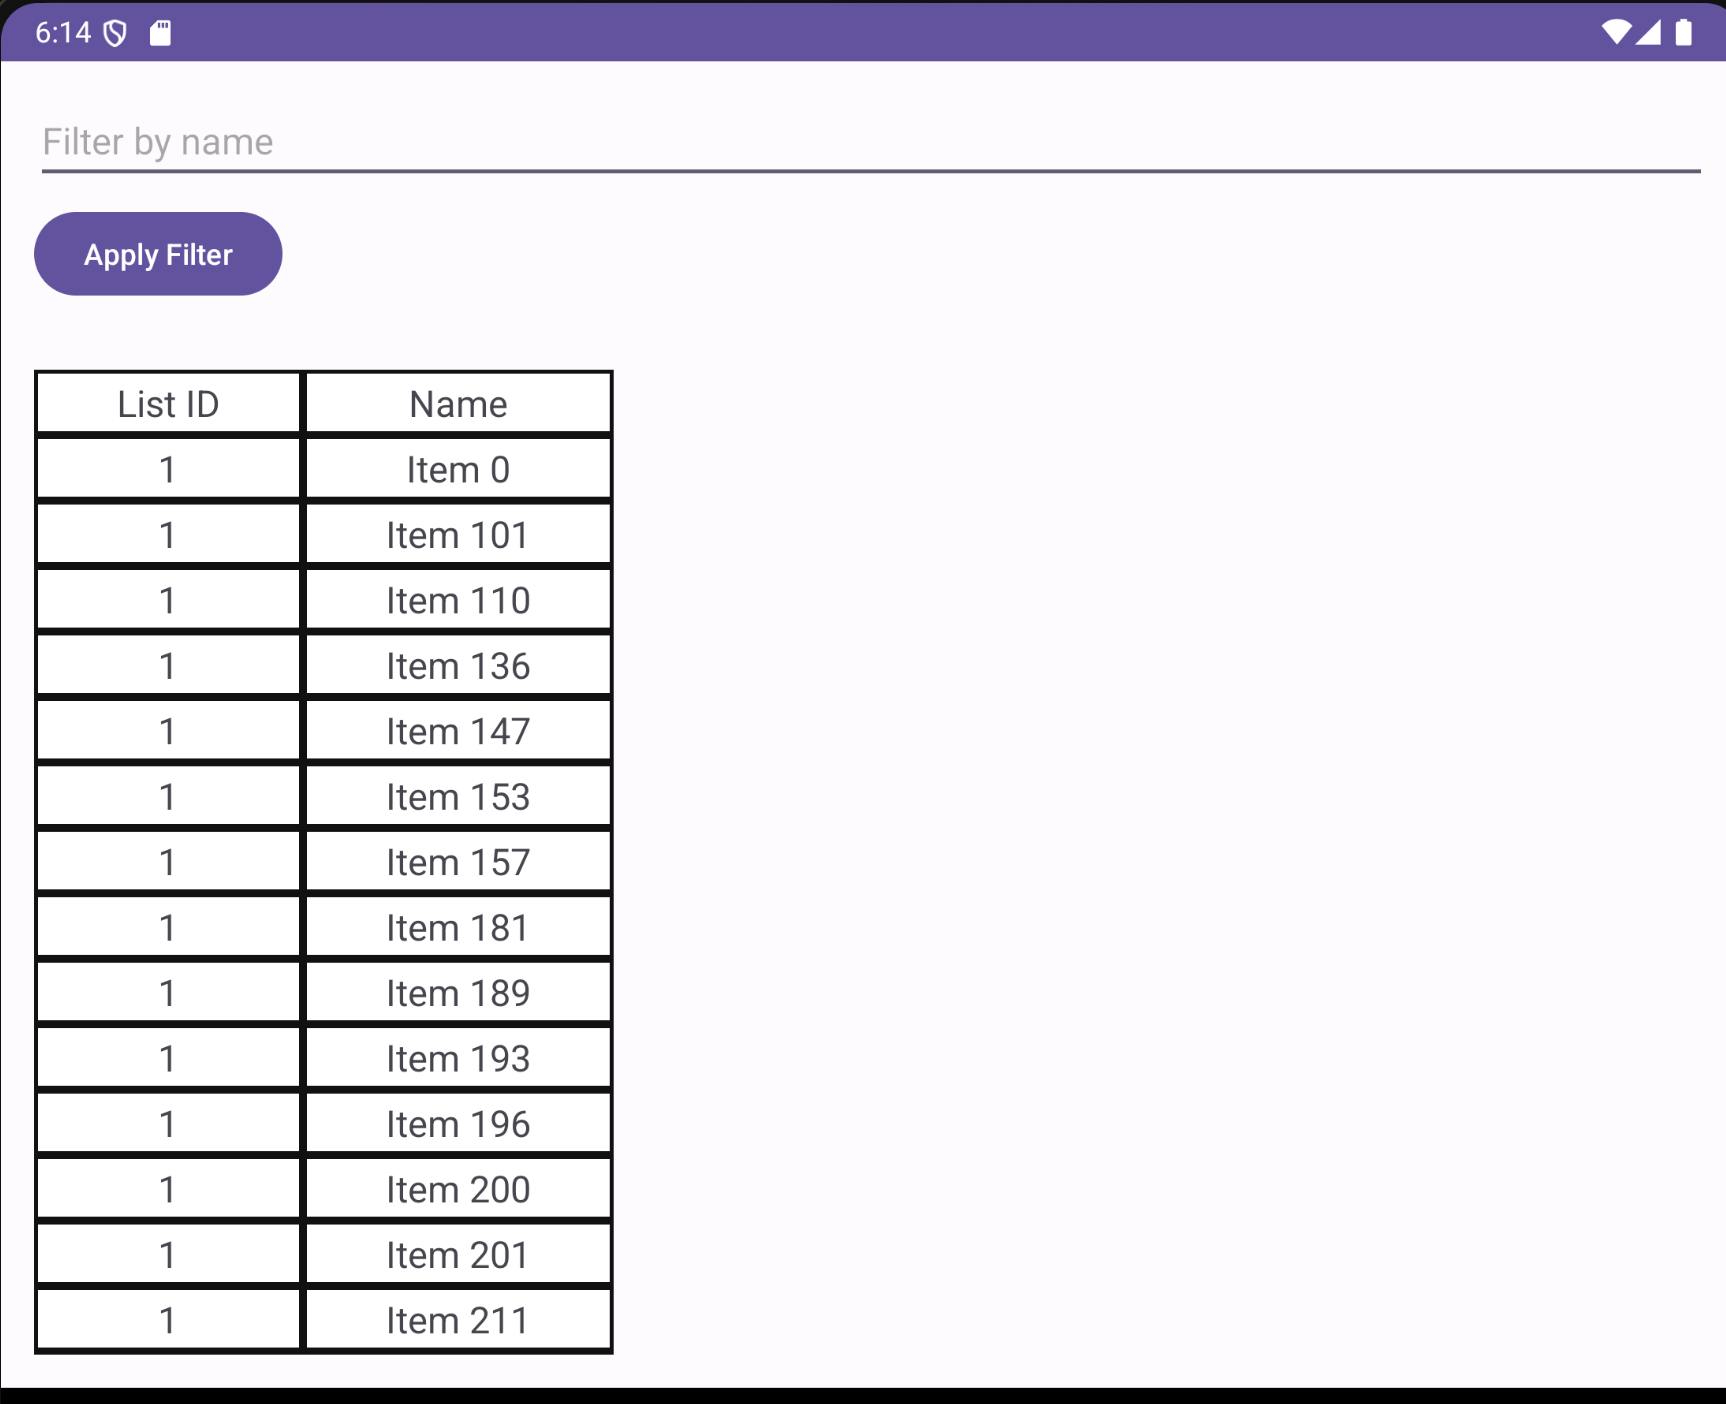 6:14
Filter by name
Apply Filter
List ID Name
1 Item 0
1 Item 101
1 Item 110
1 Item 136
1 Item 147
1 Item 153
1 Item 157
1 Item 181
1 Item 189
1 Item 193
1 Item 196
1 Item 200
1 Item 201
1 Item 211